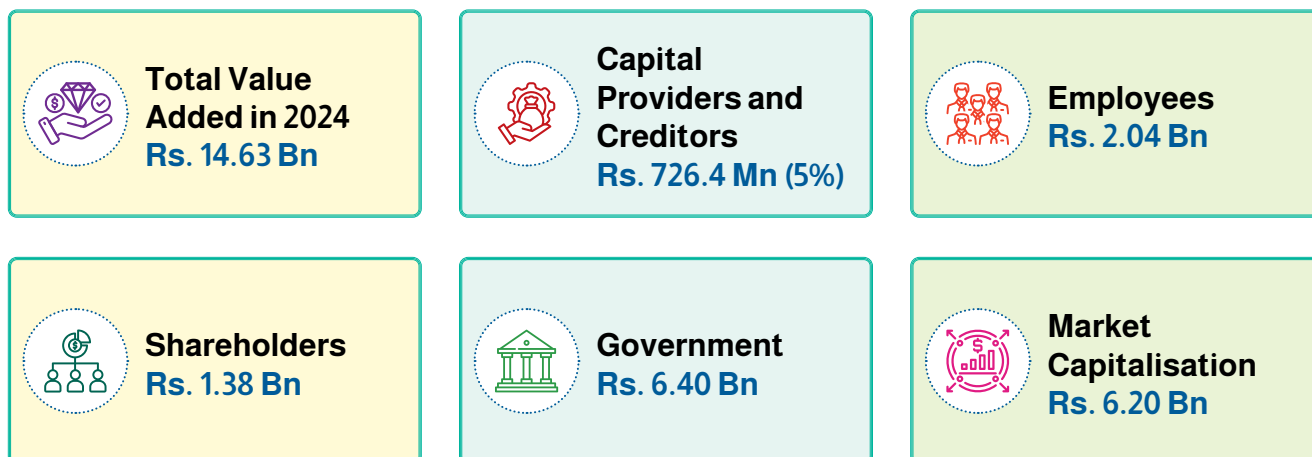 Total Value
Added in 2024
Rs. 14.63 Bn
Capital
Providers and
Creditors
Rs. 726.4 Mn (5%)
Employees
Rs. 2.04 Bn
Shareholders
Rs. 1.38 Bn
Government
Rs. 6.40 Bn
Market
Capitalisation
Rs. 6.20 Bn